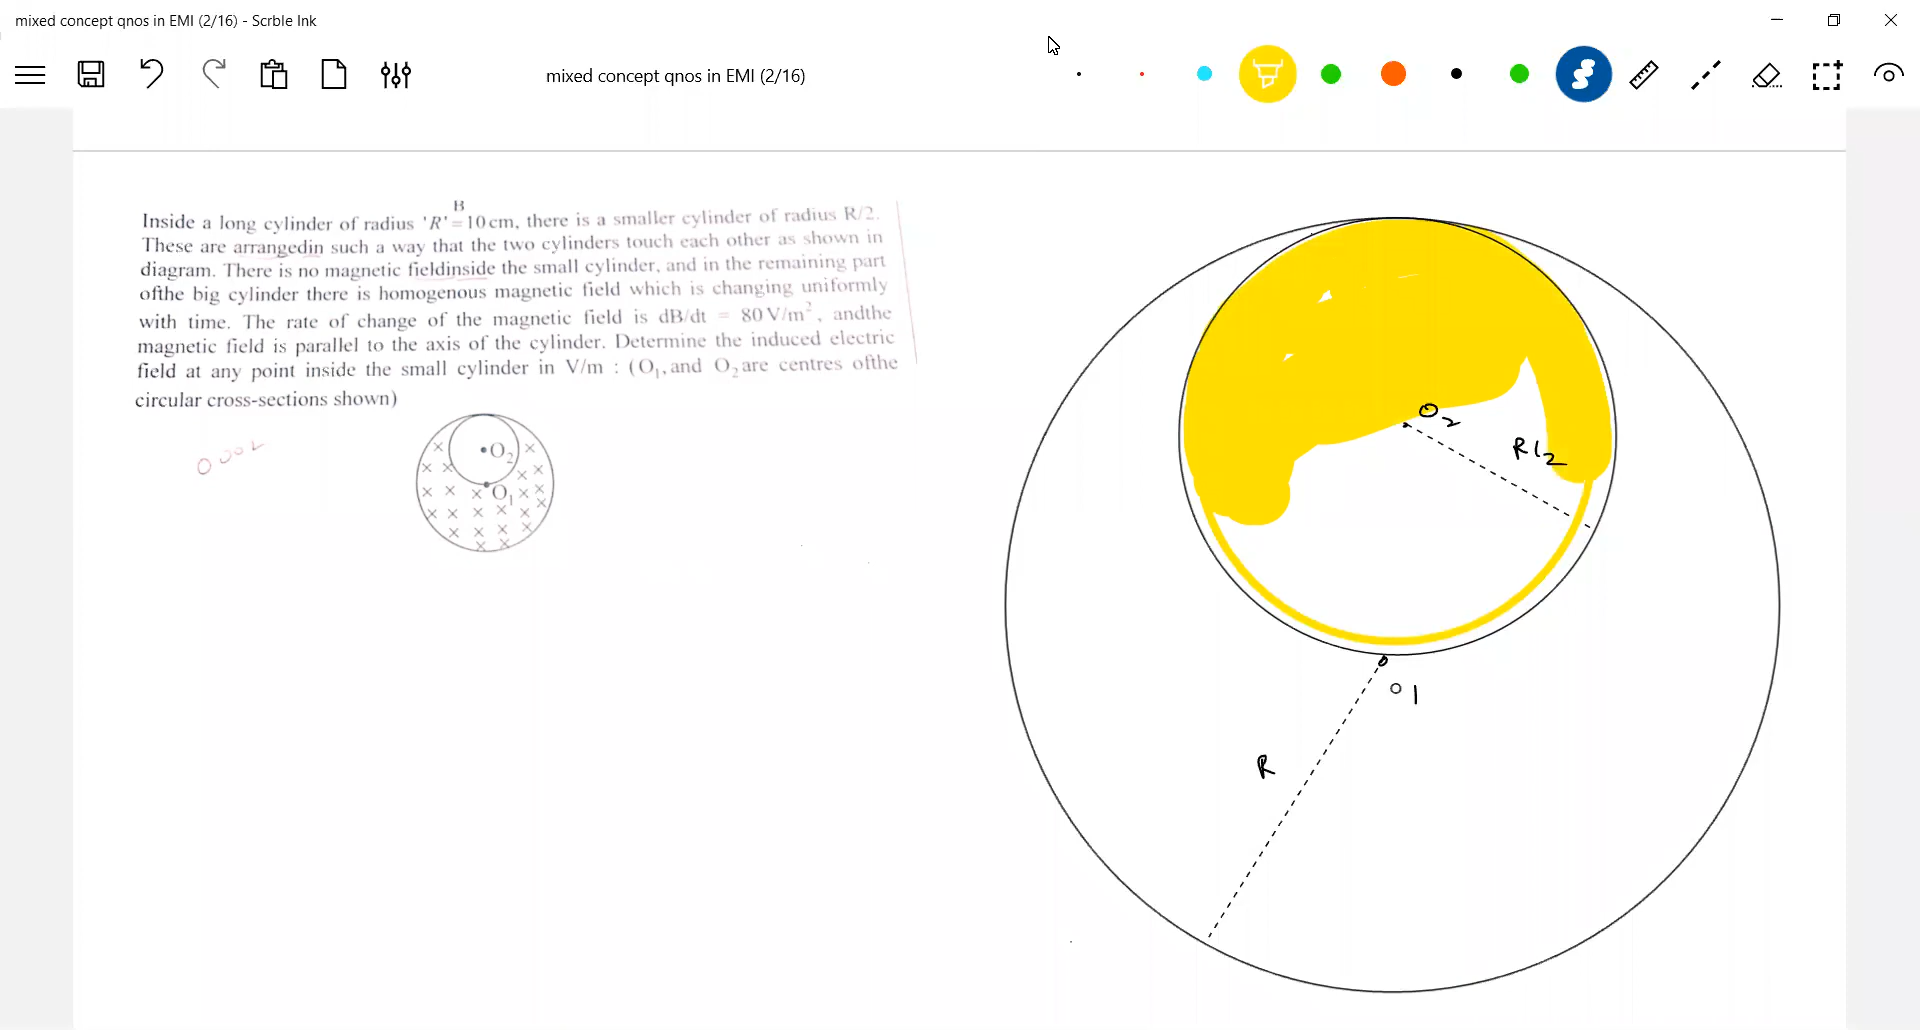 mixed concept qnos in EMI (2/16) - Scrble Ink
mixed concept qnos in EMI (2/16)
B
Inside a long cylinder of radius 'R' = 10 cm, there is a smaller cylinder of radius R/2.
These are arrangedin such a way that the two cylinders touch each other as shown in
diagram. There is no magnetic fieldinside the small cylinder, and in the remaining part
ofthe big cylinder there is homogenous magnetic field which is changing uniformly
with time. The rate of change of the magnetic field is dB/dt = 80 V/m², andthe
magnetic field is parallel to the axis of the cylinder. Determine the induced electric
field at any point inside the small cylinder in V/m : (O₁,and O₂ are centres ofthe
circular cross-sections shown)
O₂
O₁
O₂
R/2
O1
R